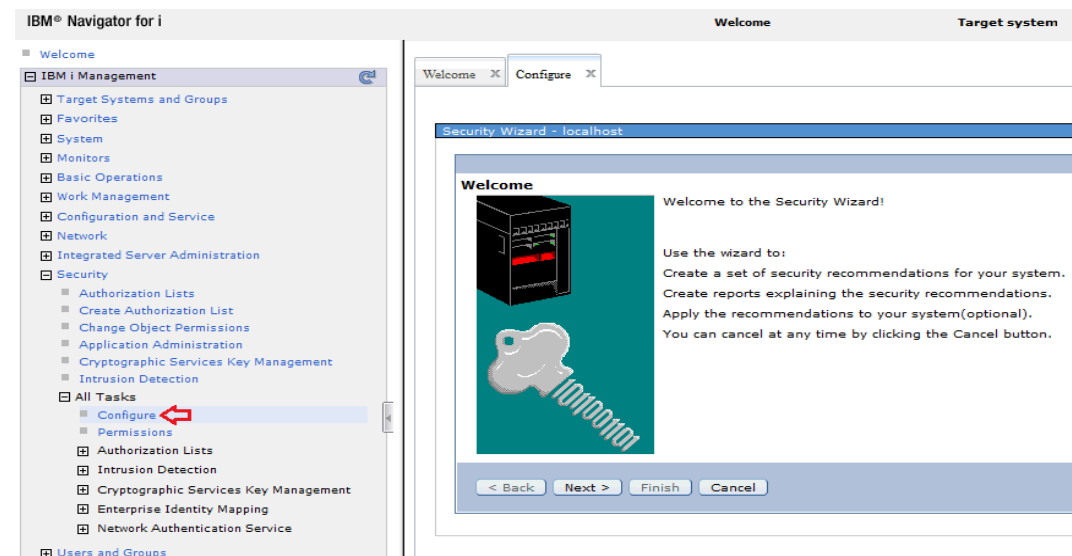 IBM® Navigator for i
Welcome
Target system
Welcome
IBM i Management
Target Systems and Groups
Favorites
System
Monitors
Basic Operations
Work Management
Configuration and Service
Network
Integrated Server Administration
Security
Authorization Lists
Create Authorization List
Change Object Permissions
Application Administration
Cryptographic Services Key Management
Intrusion Detection
All Tasks
Configure
Permissions
Authorization Lists
Intrusion Detection
Cryptographic Services Key Management
Enterprise Identity Mapping
Network Authentication Service
Users and Groups
Welcome X
Configure X
Security Wizard - localhost
Welcome
Welcome to the Security Wizard!
Use the wizard to:
Create a set of security recommendations for your system.
Create reports explaining the security recommendations.
Apply the recommendations to your system(optional).
You can cancel at any time by clicking the Cancel button.
101001101
< Back
Next >
Finish
Cancel